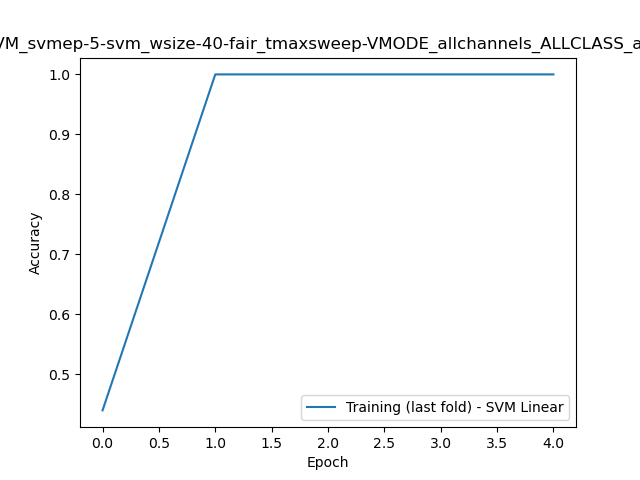 VM_svmep-5-svm_wsize-40-fair_tmaxsweep-VMODE_allchannels_ALLCLASS_a
1.0
0.9
0.8
0.7
0.6
0.5
Accuracy
Training (last fold) - SVM Linear
0.0 0.5 1.0 1.5 2.0 2.5 3.0 3.5 4.0
Epoch